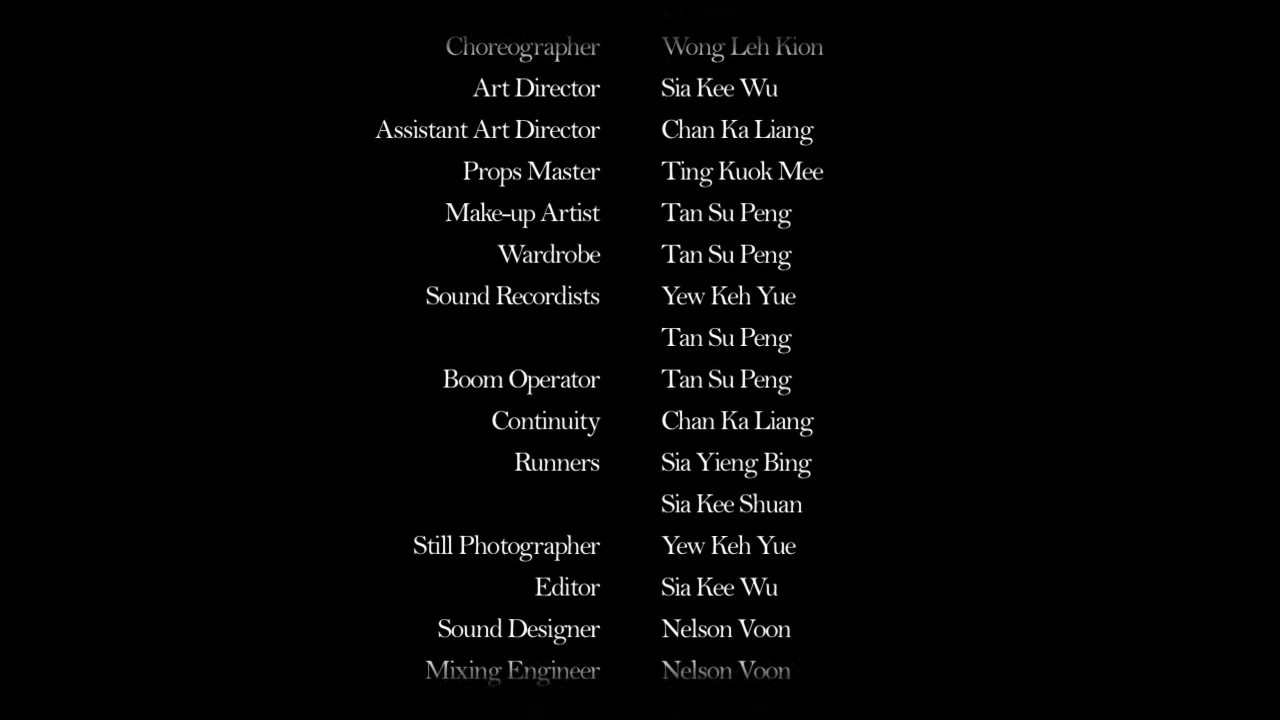 Choreographer Wong Leh Kion
Art Director Sia Kee Wu
Assistant Art Director Chan Ka Liang
Props Master Ting Kuok Mee
Make-up Artist Tan Su Peng
Wardrobe Tan Su Peng
Sound Recordists Yew Keh Yue
Tan Su Peng
Boom Operator Tan Su Peng
Continuity Chan Ka Liang
Runners Sia Yieng Bing
Sia Kee Shuan
Still Photographer Yew Keh Yue
Editor Sia Kee Wu
Sound Designer Nelson Voon
Mixing Engineer Nelson Voon